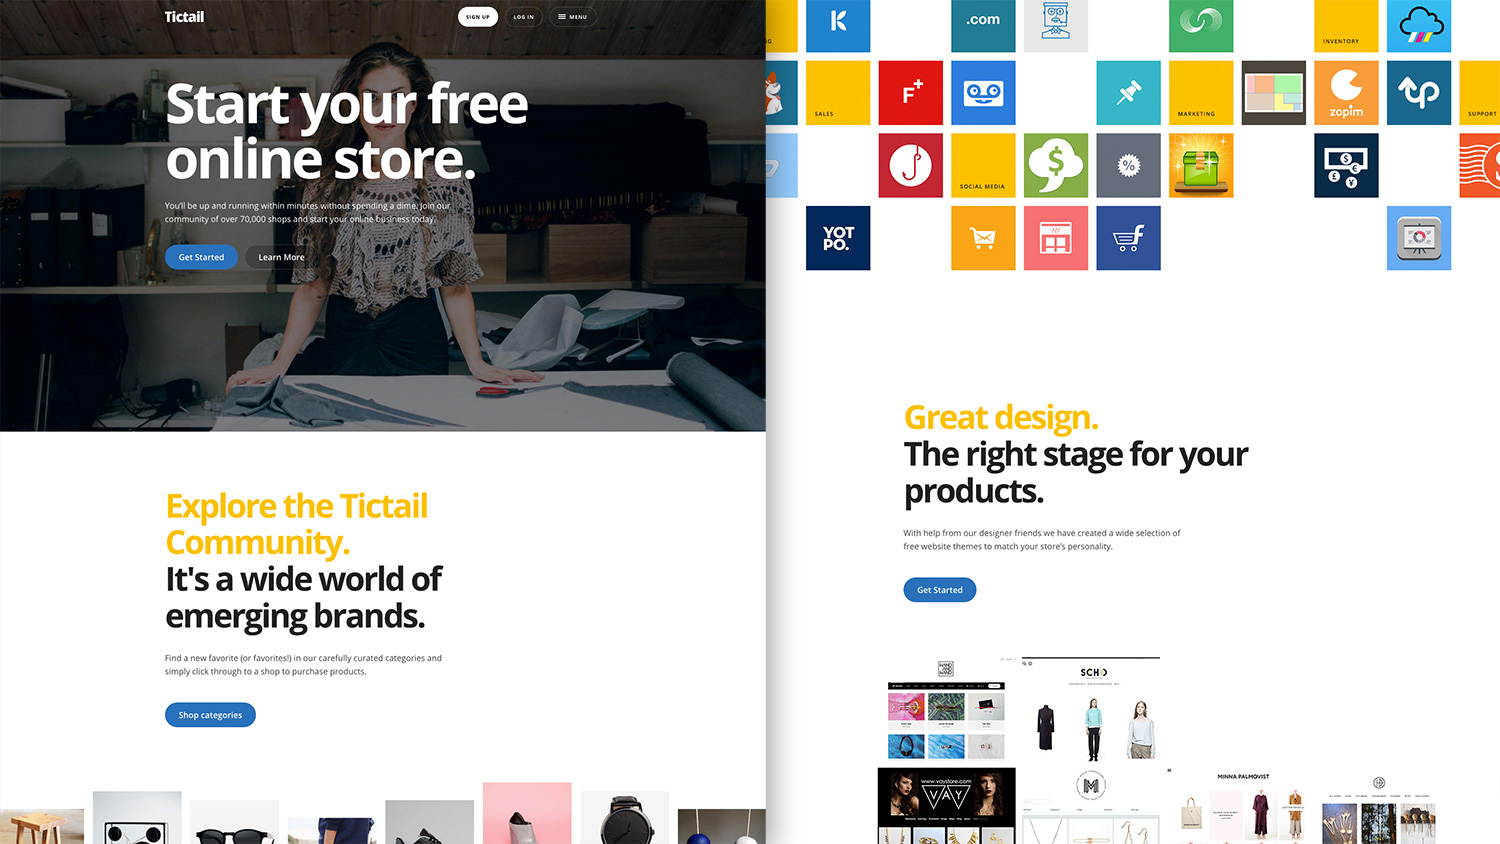 Tictail
SIGN UP
LOG IN
MENU
Start your free
online store.
You'll be up and running within minutes without spending a dime. Join our
community of over 70,000 shops and start your online business today.
Get Started
Learn More
Explore the Tictail
Community.
It's a wide world of
emerging brands.
Find a new favorite (or favorites!) in our carefully curated categories and
simply click through to a shop to purchase products.
Shop categories
K
.com
INVENTORY
SALES
F+
MARKETING
zopim
up
SUPPORT
SOCIAL MEDIA
YOT
PO.
Great design.
The right stage for your
products.
With help from our designer friends we have created a wide selection of
free website themes to match your store's personality.
Get Started
SCHO
www.vaystore.com
VAY
M
MINNA PALMQVIST